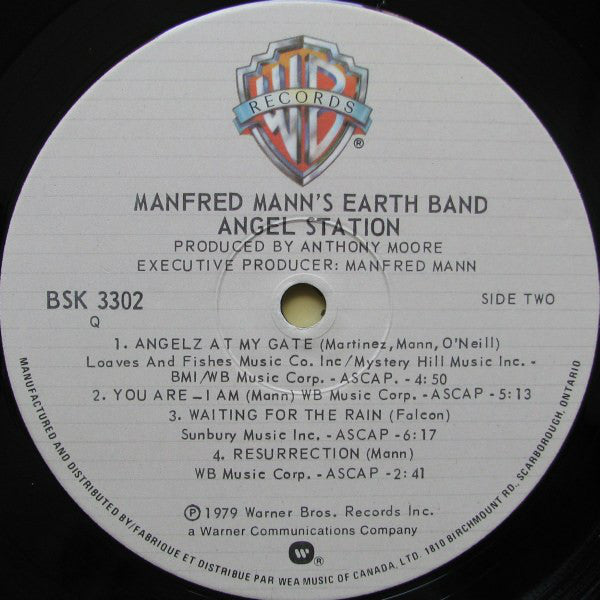 WB
RECORDS
®
MANFRED MANN'S EARTH BAND
ANGEL STATION
PRODUCED BY ANTHONY MOORE
EXECUTIVE PRODUCER: MANFRED MANN
BSK 3302
Q
SIDE TWO
1. ANGELZ AT MY GATE (Martinez, Mann, O'Neill)
Loaves And Fishes Music Co. Inc/Mystery Hill Music Inc. -
BMI/WB Music Corp. - ASCAP. - 4:50
2. YOU ARE – I AM (Mann) WB Music Corp. - ASCAP - 5:13
3. WAITING FOR THE RAIN (Falcon)
Sunbury Music Inc. - ASCAP - 6:17
4. RESURRECTION (Mann)
WB Music Corp. - ASCAP - 2:41
℗ 1979 Warner Bros. Records Inc.
a Warner Communications Company
®
MANUFACTURED AND DISTRIBUTED BY/FABRIQUE ET DISTRIBUE PAR WEA MUSIC OF CANADA, LTD. 1810 BIRCHMOUNT RD., SCARBOROUGH, ONTARIO